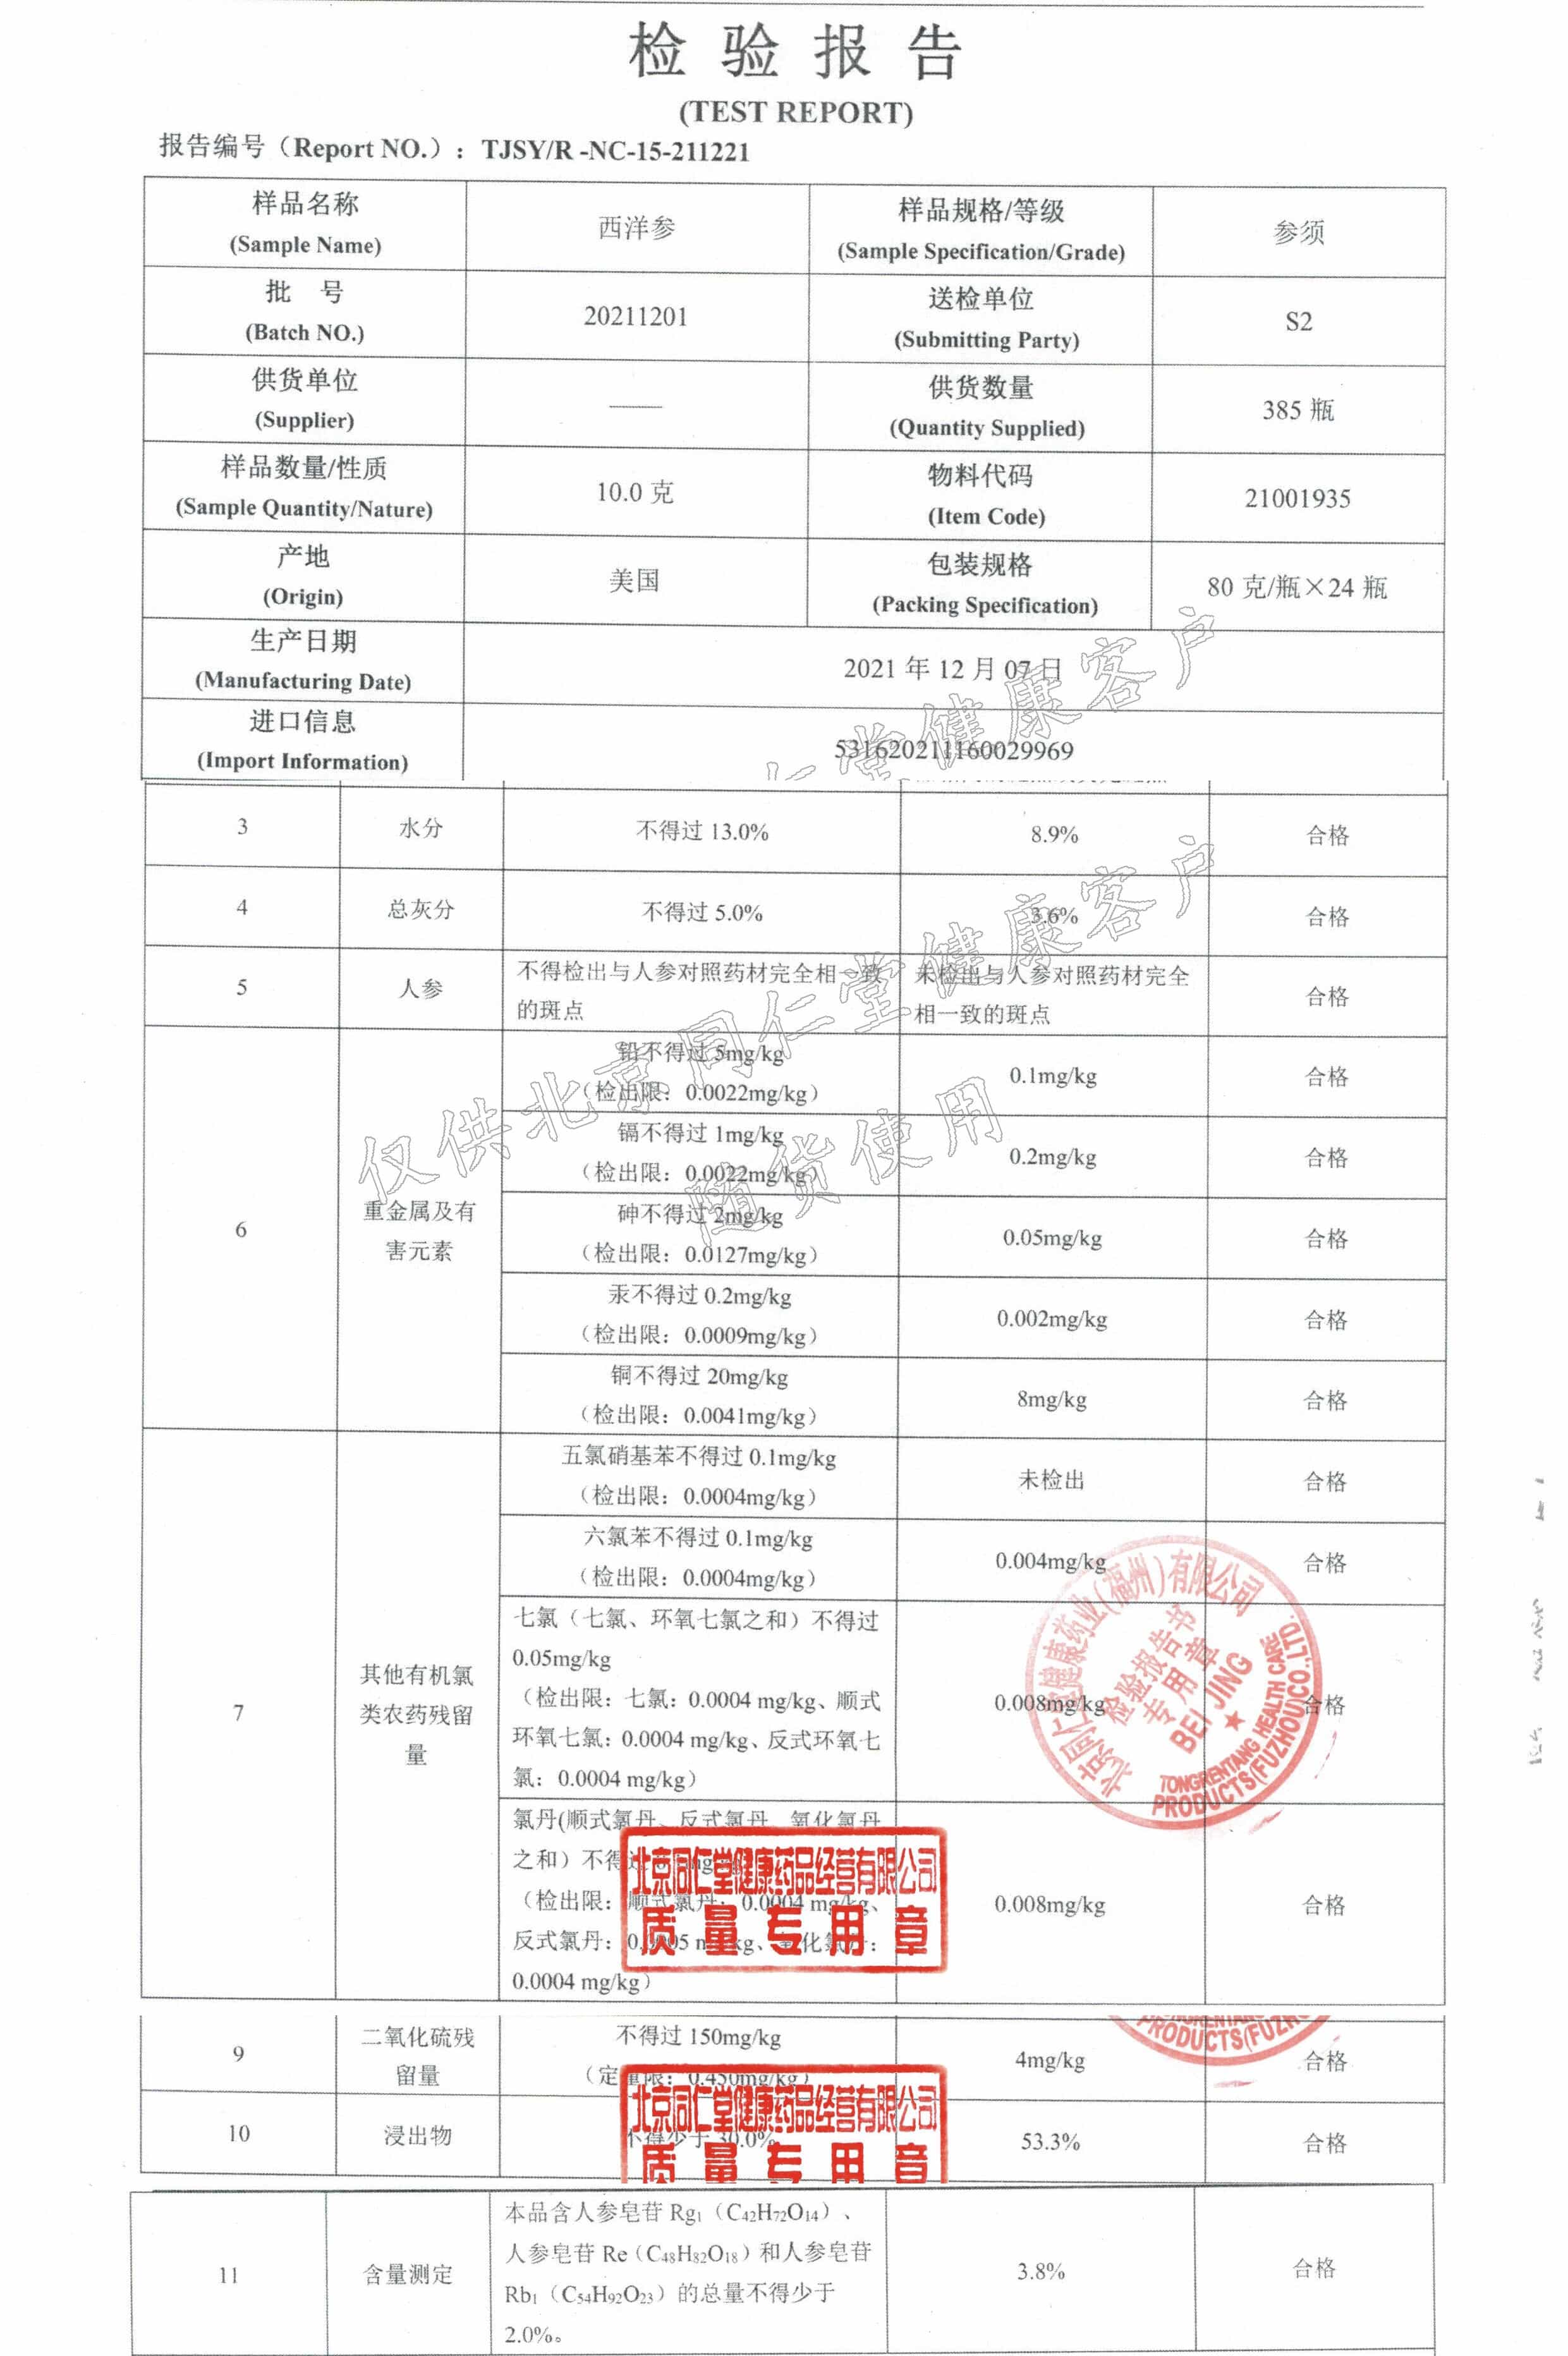 检验报告
(TEST REPORT)
报告编号（Report NO.）：TJSY/R -NC-15-211221
样品名称
(Sample Name)
西洋参
样品规格/等级
(Sample Specification/Grade)
参须
批 号
(Batch NO.)
20211201
送检单位
(Submitting Party)
S2
供货单位
(Supplier)
——
供货数量
(Quantity Supplied)
385 瓶
样品数量/性质
(Sample Quantity/Nature)
10.0 克
物料代码
(Item Code)
21001935
产地
(Origin)
美国
包装规格
(Packing Specification)
80 克/瓶×24 瓶
生产日期
(Manufacturing Date)
2021 年 12 月 07 日
进口信息
(Import Information)
531620211160029969
3
水分
不得过 13.0%
8.9%
合格
4
总灰分
不得过 5.0%
3.6%
合格
5
人参
不得检出与人参对照药材完全相一致
的斑点
未检出与人参对照药材完全
相一致的斑点
合格
6
重金属及有
害元素
铅不得过 5mg/kg
（检出限：0.0022mg/kg）
0.1mg/kg
合格
镉不得过 1mg/kg
（检出限：0.0022mg/kg）
0.2mg/kg
合格
砷不得过 2mg/kg
（检出限：0.0127mg/kg）
0.05mg/kg
合格
汞不得过 0.2mg/kg
（检出限：0.0009mg/kg）
0.002mg/kg
合格
铜不得过 20mg/kg
（检出限：0.0041mg/kg）
8mg/kg
合格
仅供北京同仁堂健康客户
随货使用
7
其他有机氯
类农药残留
量
五氯硝基苯不得过 0.1mg/kg
（检出限：0.0004mg/kg）
未检出
合格
六氯苯不得过 0.1mg/kg
（检出限：0.0004mg/kg）
0.004mg/kg
合格
七氯（七氯、环氧七氯之和）不得过
0.05mg/kg
（检出限：七氯：0.0004 mg/kg、顺式
环氧七氯：0.0004 mg/kg、反式环氧七
氯：0.0004 mg/kg）
0.008mg/kg
合格
北京同仁堂健康药业（福州）有限公司
检验报告书
专用章
BEI JING
TONGRENTANG HEALTH CARE
PRODUCTS(FUZHOU)CO.,LTD.
氯丹(顺式氯丹、反式氯丹、氧化氯丹
之和）不得过
（检出限：顺式氯丹：0.0004 mg/kg、
反式氯丹：0.0005 mg/kg、氧化氯丹：
0.0004 mg/kg）
0.008mg/kg
合格
北京同仁堂健康药品经营有限公司
质量专用章
9
二氧化硫残
留量
不得过 150mg/kg
（定量限：0.450mg/kg）
4mg/kg
合格
PRODUCTS(FUZH
10
浸出物
不得少于 30.0%
53.3%
合格
北京同仁堂健康药品经营有限公司
质量专用章
11
含量测定
本品含人参皂苷 Rg₁（C₄₂H₇₂O₁₄）、
人参皂苷 Re（C₄₈H₈₂O₁₈）和人参皂苷
Rb₁（C₅₄H₉₂O₂₃）的总量不得少于
2.0%。
3.8%
合格